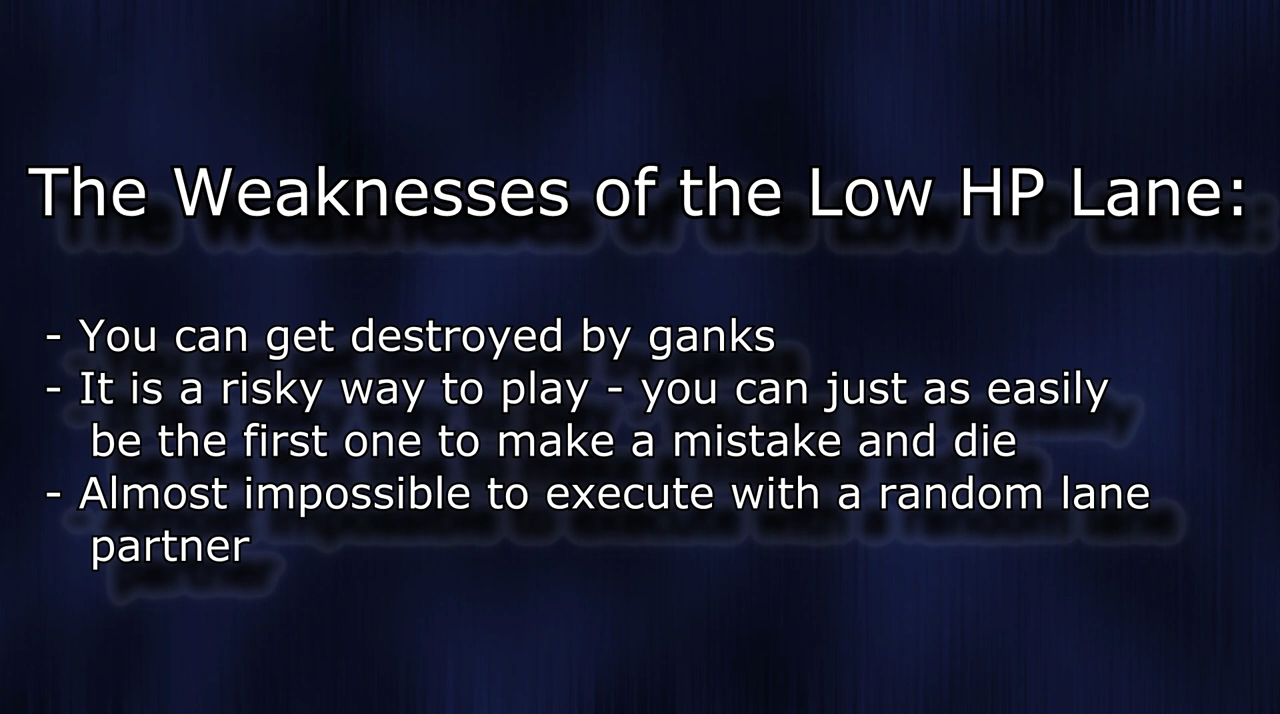 The Weaknesses of the Low HP Lane:
- You can get destroyed by ganks
- It is a risky way to play - you can just as easily
be the first one to make a mistake and die
- Almost impossible to execute with a random lane
partner